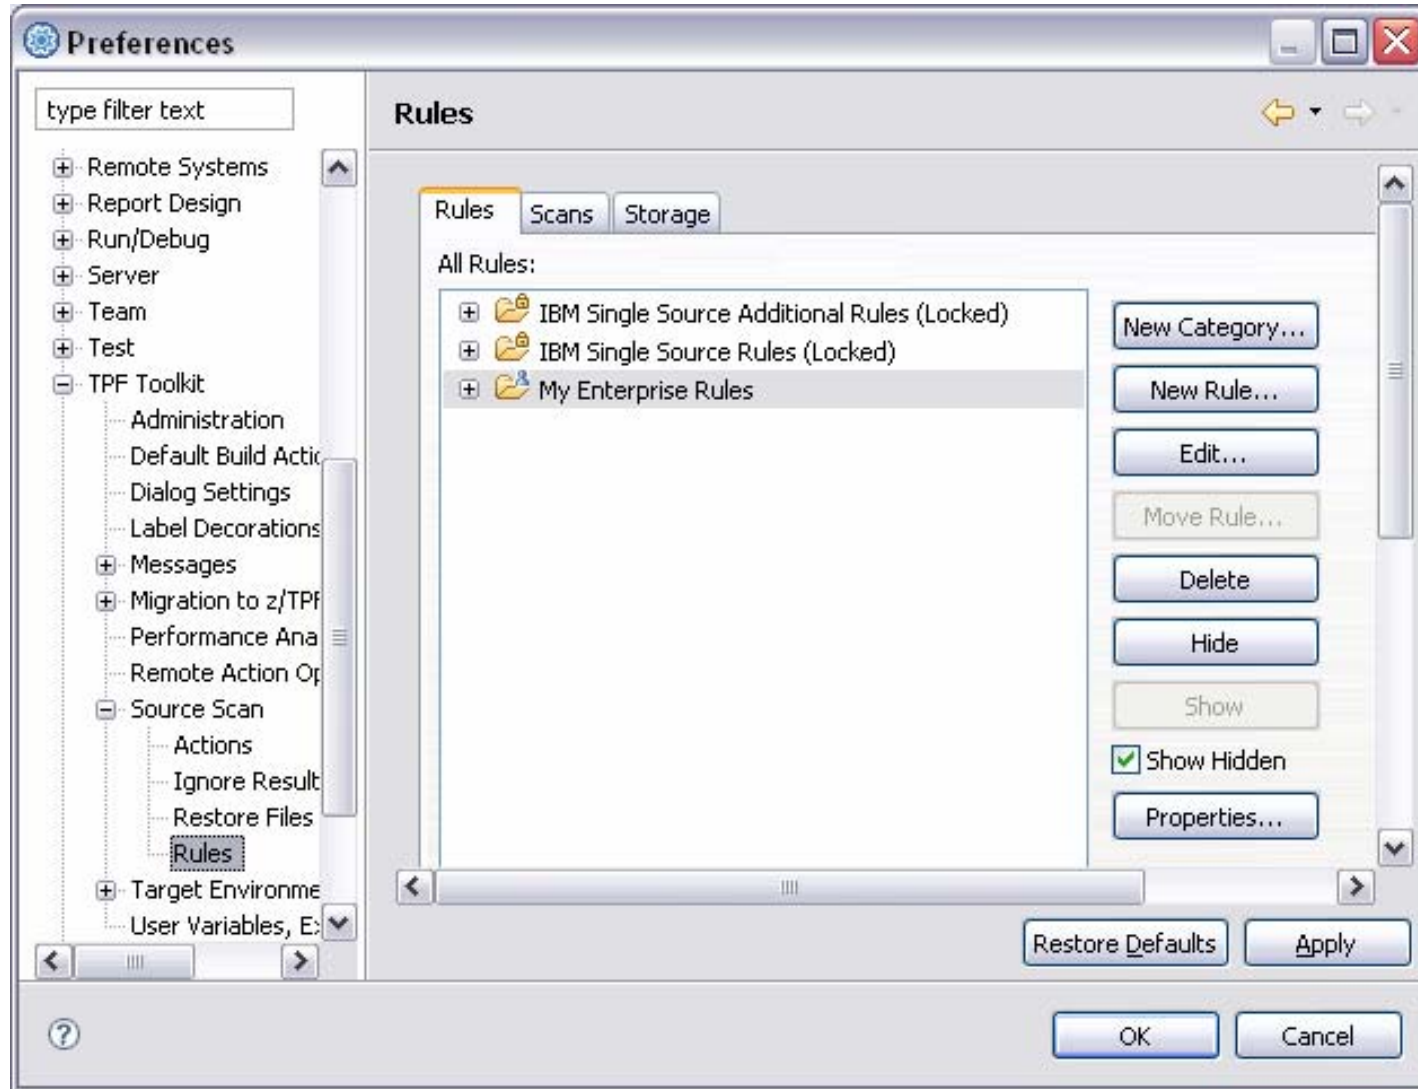 Preferences
type filter text
Remote Systems
Report Design
Run/Debug
Server
Team
Test
TPF Toolkit
Administration
Default Build Actic
Dialog Settings
Label Decorations
Messages
Migration to z/TPF
Performance Ana
Remote Action Op
Source Scan
Actions
Ignore Result
Restore Files
Rules
Target Environme
User Variables, E
Rules
Rules
Scans
Storage
All Rules:
IBM Single Source Additional Rules (Locked)
IBM Single Source Rules (Locked)
My Enterprise Rules
New Category...
New Rule...
Edit...
Move Rule...
Delete
Hide
Show
Show Hidden
Properties...
Restore Defaults
Apply
?
OK
Cancel